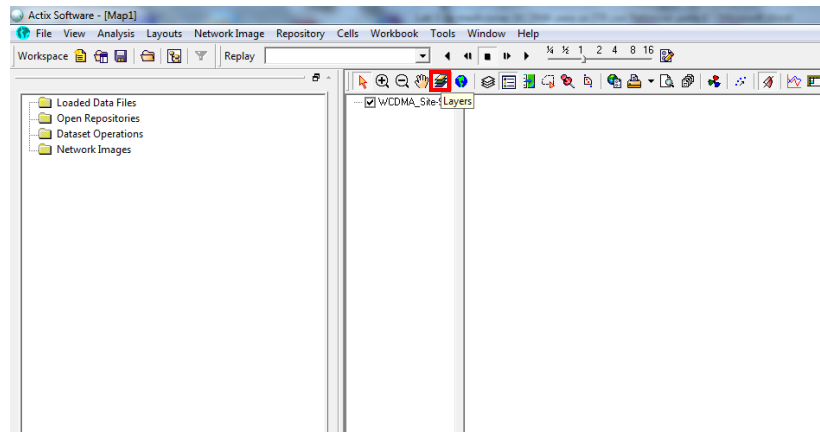 Actix Software - [Map1]
File View Analysis Layouts Network Image Repository Cells Workbook Tools Window Help
Workspace Replay ¼ ½ 1 2 4 8 16
Loaded Data Files
Open Repositories
Dataset Operations
Network Images
WCDMA_Site- Layers